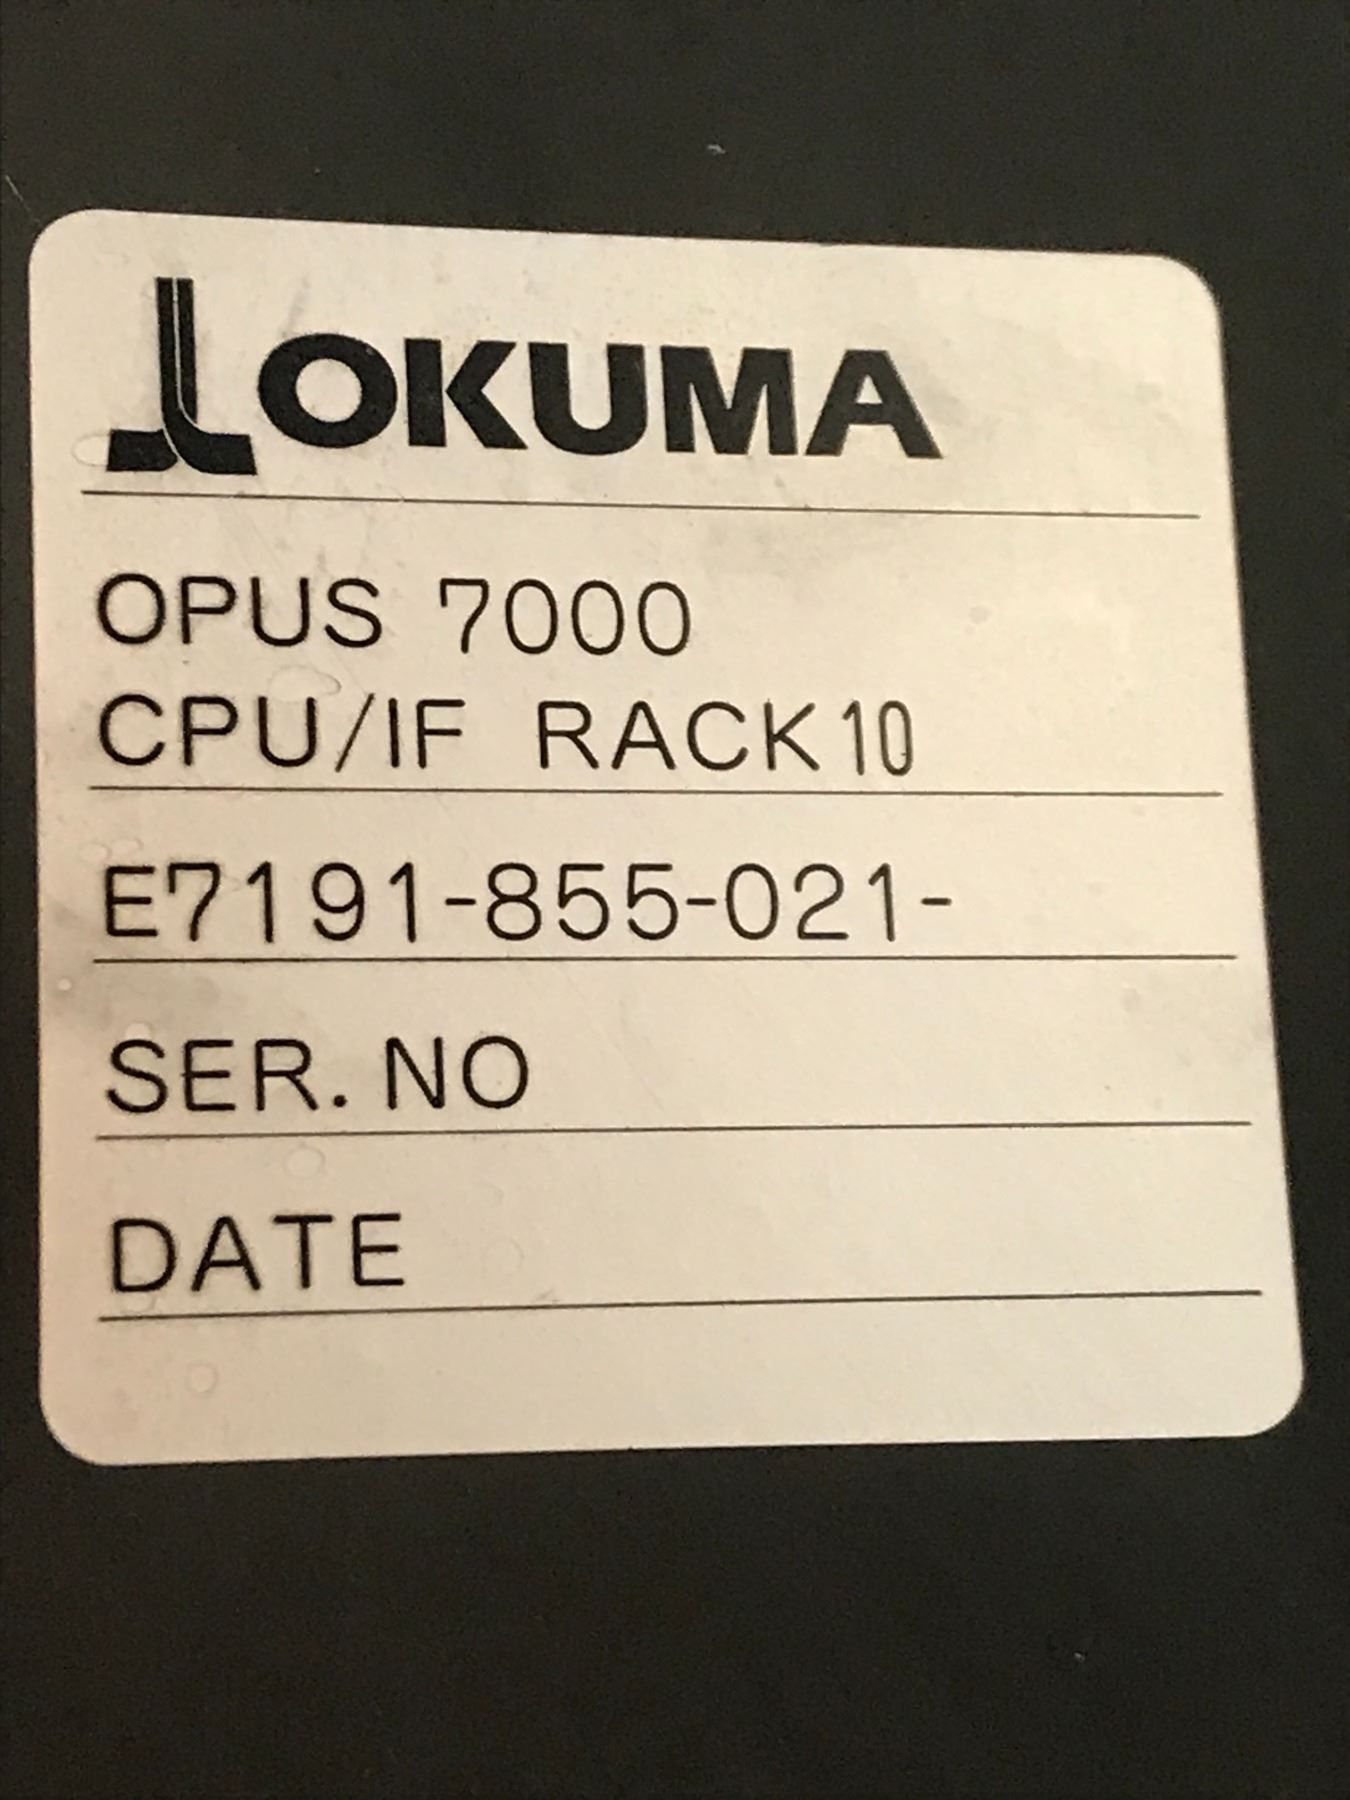 OKUMA
OPUS 7000
CPU/IF RACK10
E7191-855-021-
SER. NO
DATE